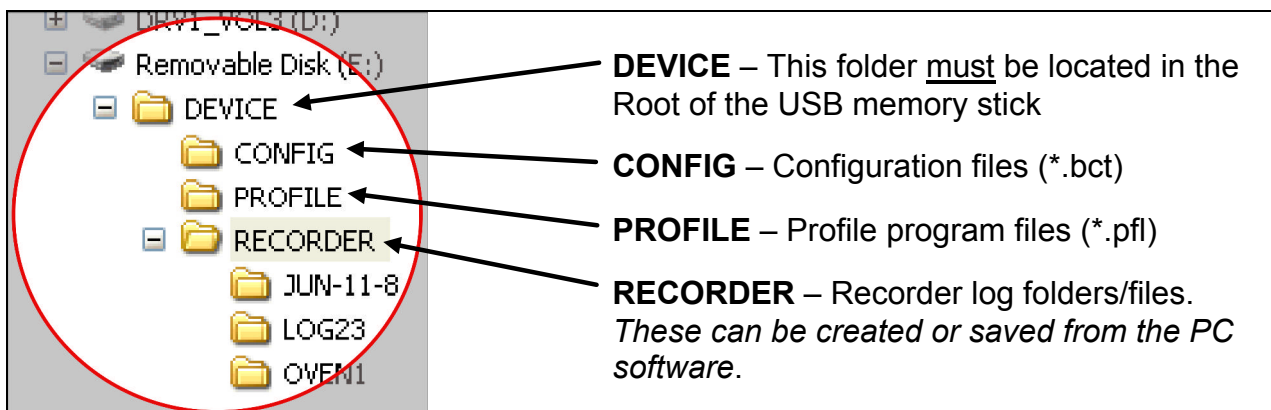 DRV1_VOL3 (D:)
Removable Disk (E:)
DEVICE
CONFIG
PROFILE
RECORDER
JUN-11-8
LOG23
OVEN1
DEVICE – This folder must be located in the
Root of the USB memory stick
CONFIG – Configuration files (*.bct)
PROFILE – Profile program files (*.pfl)
RECORDER – Recorder log folders/files.
These can be created or saved from the PC
software.